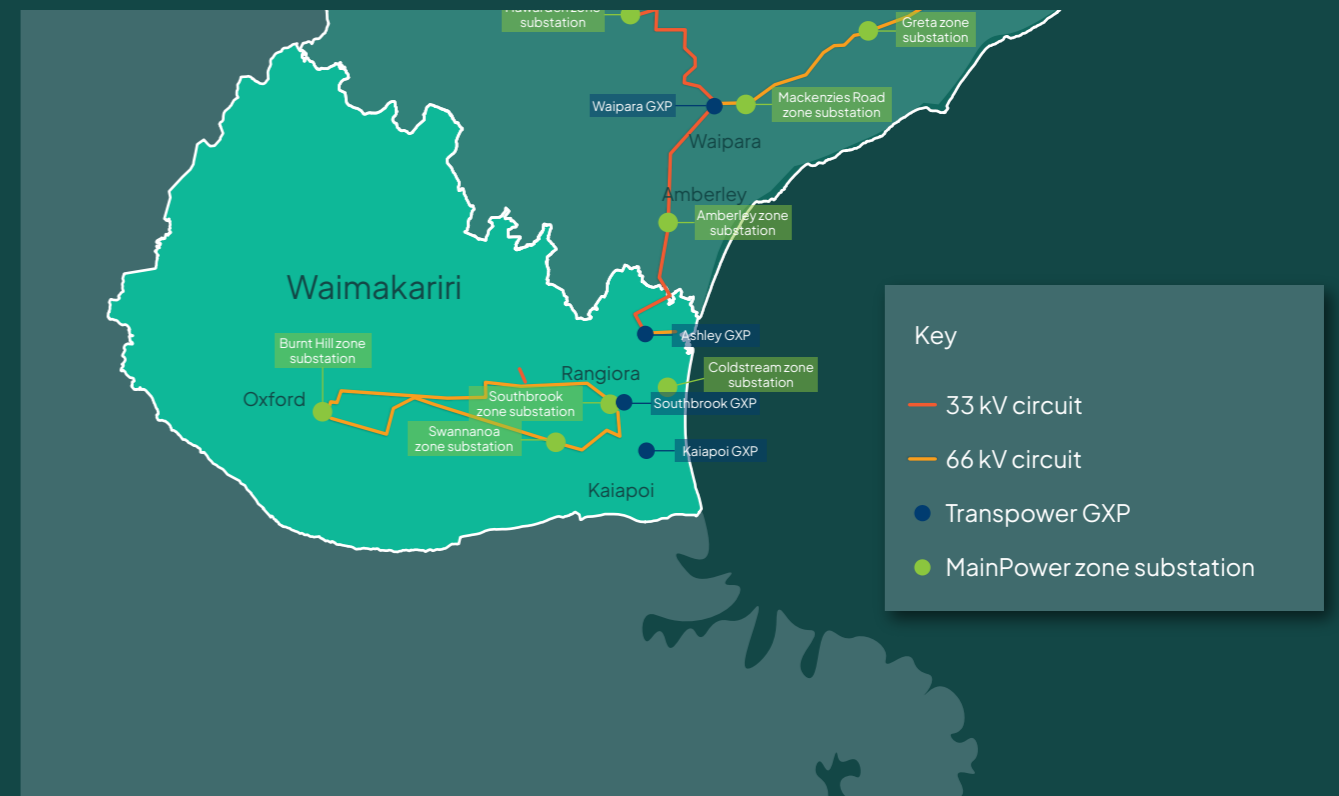 substation
Greta zone
substation
Waipara GXP
Mackenzies Road
zone substation
Waipara
Amberley
Amberley zone
substation
Waimakariri
Ashley GXP
Burnt Hill zone
substation
Rangiora
Coldstream zone
substation
Oxford
Southbrook
zone substation
Southbrook GXP
Swannanoa
zone substation
Kaiapoi GXP
Kaiapoi
Key
33 kV circuit
66 kV circuit
Transpower GXP
MainPower zone substation